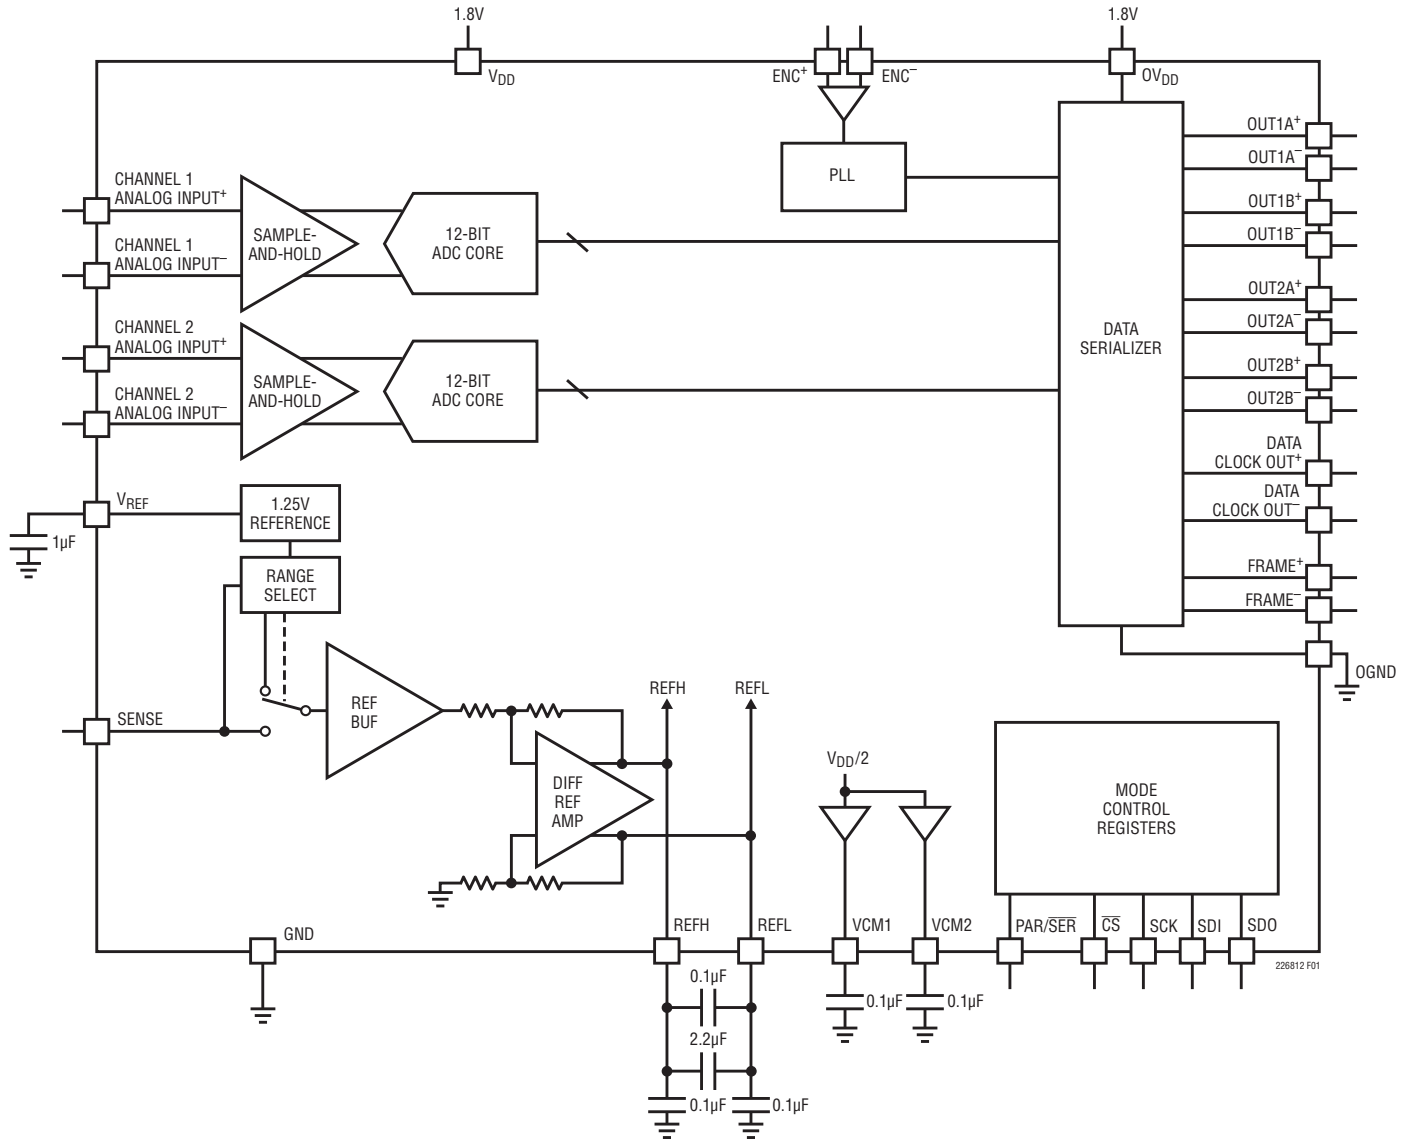 1.8V
1.8V
VDD
ENC+
ENC–
OVDD
OUT1A+
OUT1A–
OUT1B+
OUT1B–
OUT2A+
OUT2A–
OUT2B+
OUT2B–
DATA
CLOCK OUT+
DATA
CLOCK OUT–
FRAME+
FRAME–
OGND
PLL
DATA
SERIALIZER
CHANNEL 1
ANALOG INPUT+
CHANNEL 1
ANALOG INPUT–
SAMPLE-
AND-HOLD
12-BIT
ADC CORE
CHANNEL 2
ANALOG INPUT+
CHANNEL 2
ANALOG INPUT–
SAMPLE-
AND-HOLD
12-BIT
ADC CORE
VREF
1µF
1.25V
REFERENCE
RANGE
SELECT
SENSE
REF
BUF
DIFF
REF
AMP
REFH
REFL
VDD/2
MODE
CONTROL
REGISTERS
GND
REFH
REFL
VCM1
VCM2
PAR/S̅E̅R̅
C̅S̅
SCK
SDI
SDO
226812 F01
0.1µF
0.1µF
0.1µF
2.2µF
0.1µF
0.1µF